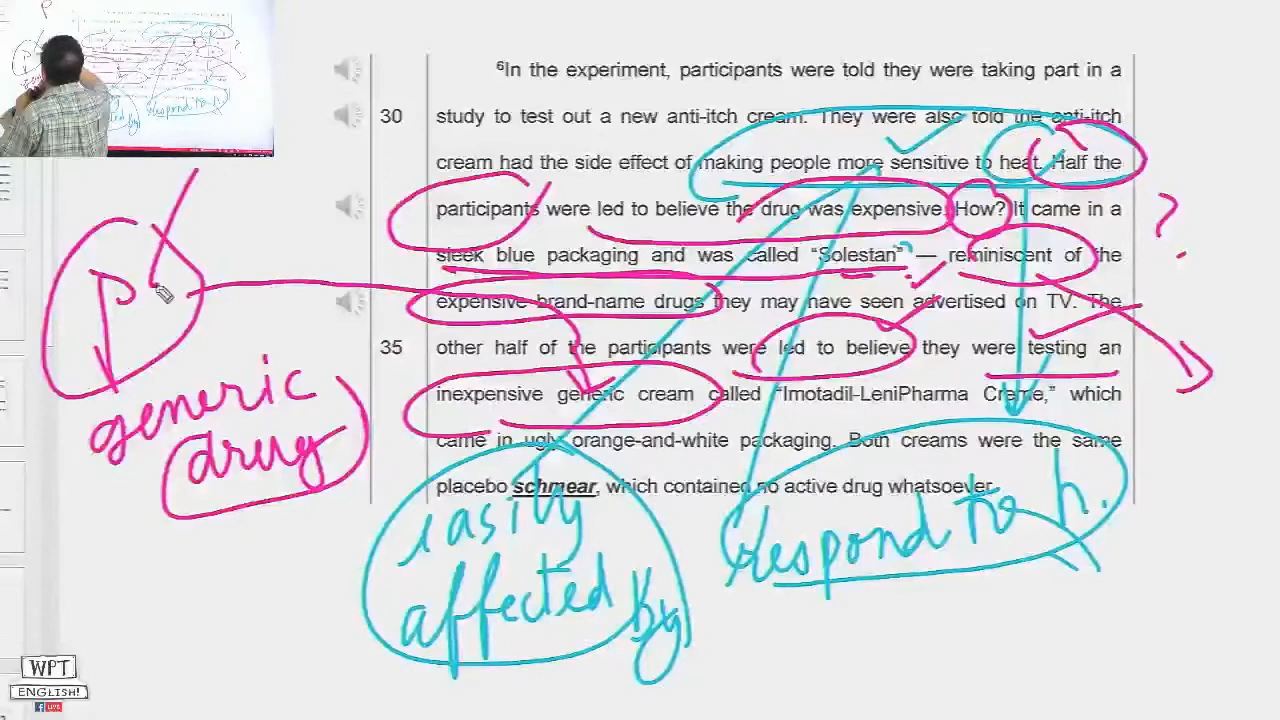 ⁶In the experiment, participants were told they were taking part in a
30 study to test out a new anti-itch cream. They were also told the anti-itch
cream had the side effect of making people more sensitive to heat. Half the
participants were led to believe the drug was expensive. How? It came in a
sleek blue packaging and was called “Solestan” — reminiscent of the
expensive brand-name drugs they may have seen advertised on TV. The
35 other half of the participants were led to believe they were testing an
inexpensive generic cream called “Imotadil-LeniPharma Creme,” which
came in ugly orange-and-white packaging. Both creams were the same
placebo schmear, which contained no active drug whatsoever.
P
?
generic
drug
easily
affected by
respond to h.
WPT
ENGLISH!
LIVE